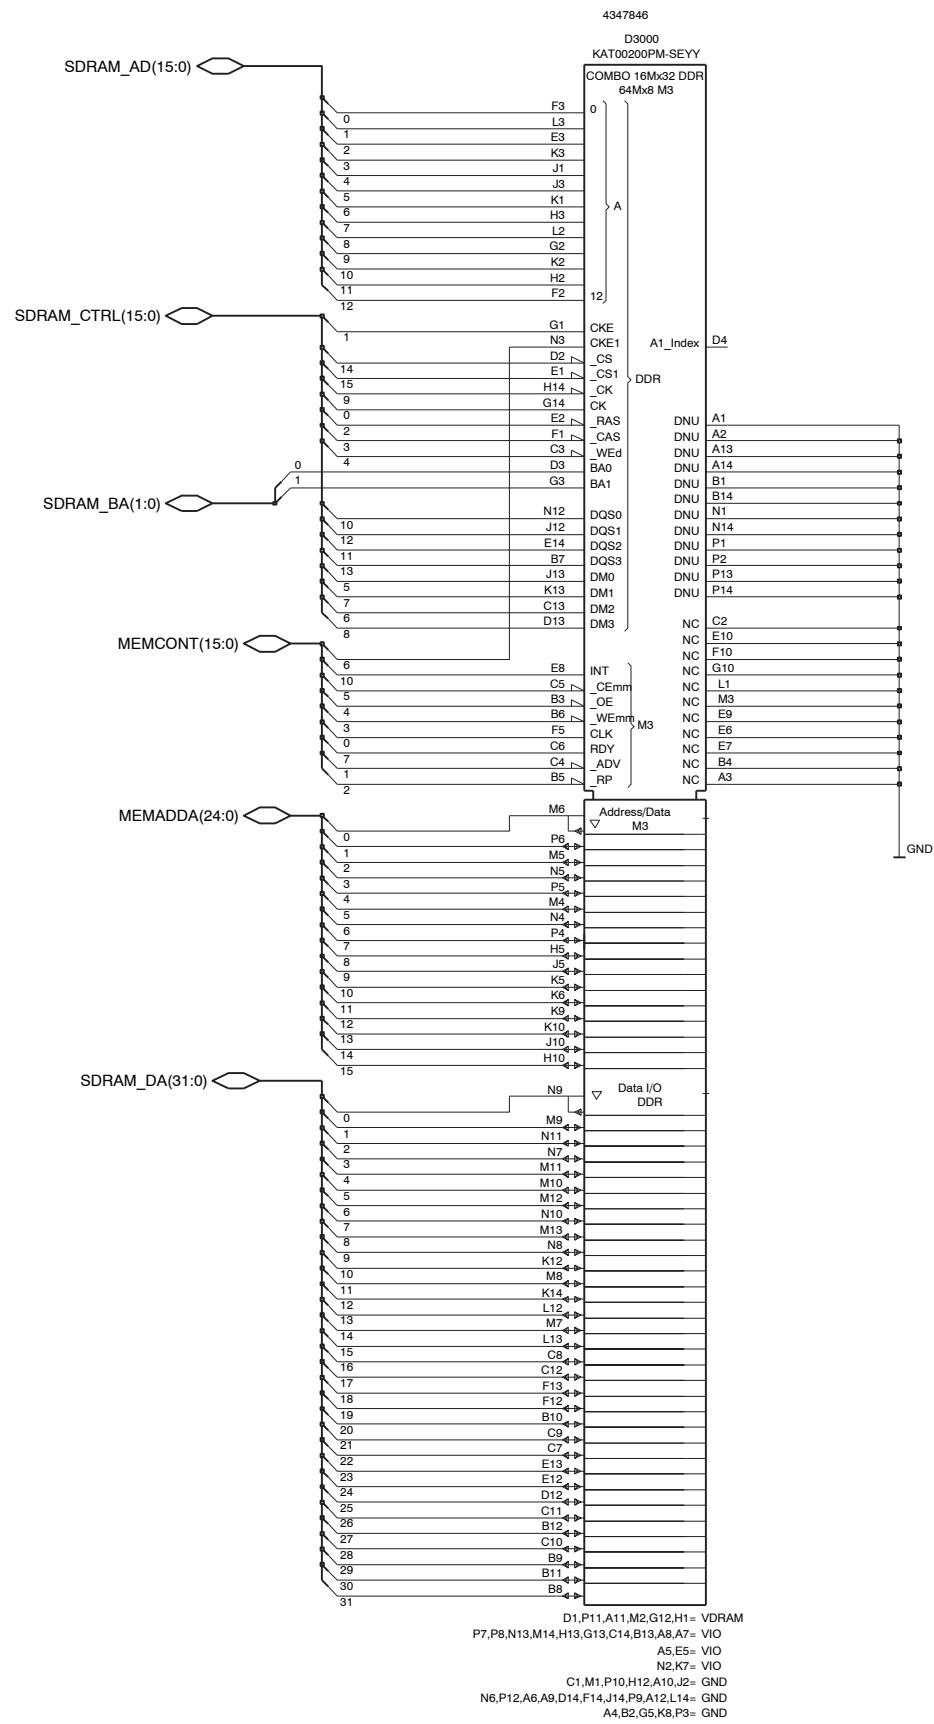 4347846
D3000
KAT00200PM-SEYY
SDRAM_AD(15:0)
COMBO 16Mx32 DDR
64Mx8 M3
F3 0
0 L3
1 E3
2 K3
3 J1
4 J3
5 K1 A
6 H3
7 L2
8 G2
9 K2
10 H2
11 F2 12
12
SDRAM_CTRL(15:0)
G1 CKE
1 N3 CKE1 A1_Index D4
D2 _CS
14 E1 _CS1 DDR
15 H14 _CK
9 G14 CK
0 E2 _RAS DNU A1
2 F1 _CAS DNU A2
3 C3 _WEd DNU A13
4 0 D3 BA0 DNU A14
1 G3 BA1 DNU B1
SDRAM_BA(1:0)
DNU B14
N12 DQS0 DNU N1
10 J12 DQS1 DNU N14
12 E14 DQS2 DNU P1
11 B7 DQS3 DNU P2
13 J13 DM0 DNU P13
5 K13 DM1 DNU P14
7 C13 DM2
6 D13 DM3 NC C2
8
MEMCONT(15:0)
NC E10
NC F10
6 E8 INT NC G10
10 C5 _CEmm NC L1
5 B3 _OE NC M3
4 B6 _WEmm M3 NC E9
3 F5 CLK NC E6
0 C6 RDY NC E7
7 C4 _ADV NC B4
1 B5 _RP NC A3
2
MEMADDA(24:0)
M6 Address/Data
M3
GND
0 P6
1 M5
2 N5
3 P5
4 M4
5 N4
6 P4
7 H5
8 J5
9 K5
10 K6
11 K9
12 K10
13 J10
14 H10
15
SDRAM_DA(31:0)
N9 Data I/O
DDR
0 M9
1 N11
2 N7
3 M11
4 M10
5 M12
6 N10
7 M13
8 N8
9 K12
10 M8
11 K14
12 L12
13 M7
14 L13
15 C8
16 C12
17 F13
18 F12
19 B10
20 C9
21 C7
22 E13
23 E12
24 D12
25 C11
26 B12
27 C10
28 B9
29 B11
30 B8
31
D1,P11,A11,M2,G12,H1= VDRAM
P7,P8,N13,M14,H13,G13,C14,B13,A8,A7= VIO
A5,E5= VIO
N2,K7= VIO
C1,M1,P10,H12,A10,J2= GND
N6,P12,A6,A9,D14,F14,J14,P9,A12,L14= GND
A4,B2,G5,K8,P3= GND